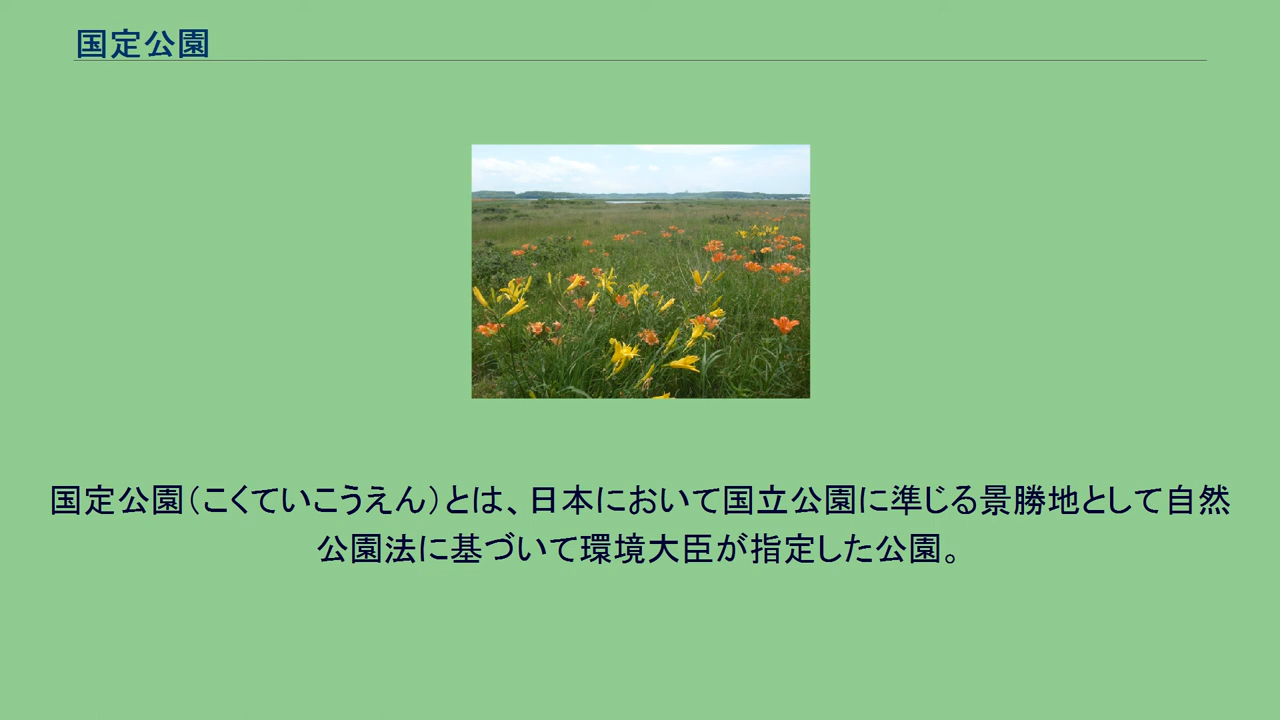 国定公園
国定公園（こくていこうえん）とは、日本において国立公園に準じる景勝地として自然
公園法に基づいて環境大臣が指定した公園。